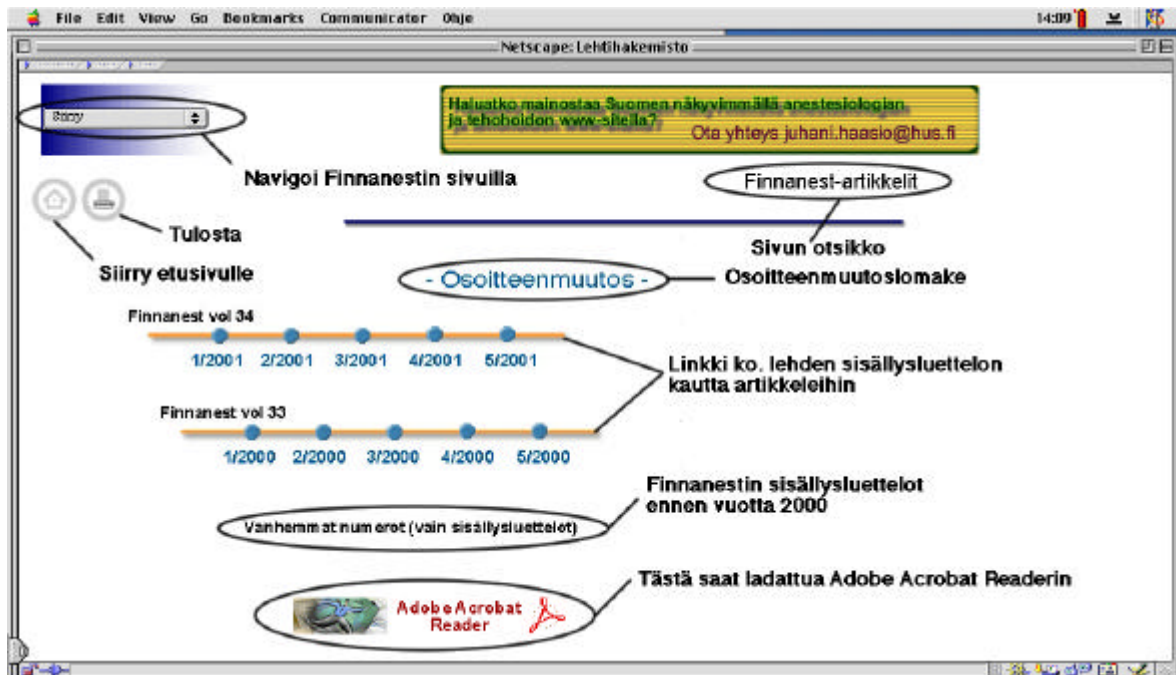 File Edit View Go Bookmarks Communicator Ohje 14:09
Netscape: Lehtihakemisto
Siirry
Haluatko mainostaa Suomen näkyvimmällä anestesiologian
ja tehohoidon www-sitella?
Ota yhteys juhani.haasio@hus.fi
Navigoi Finnanestin sivuilla
Finnanest-artikkelit
Tulosta
Sivun otsikko
Siirry etusivulle
- Osoitteenmuutos -
Osoitteenmuutoslomake
Finnanest vol 34
1/2001 2/2001 3/2001 4/2001 5/2001
Linkki ko. lehden sisällysluettelon
kautta artikkeleihin
Finnanest vol 33
1/2000 2/2000 3/2000 4/2000 5/2000
Finnanestin sisällysluettelot
ennen vuotta 2000
Vanhemmat numerot (vain sisällysluettelot)
Tästä saat ladattua Adobe Acrobat Readerin
Adobe Acrobat
Reader